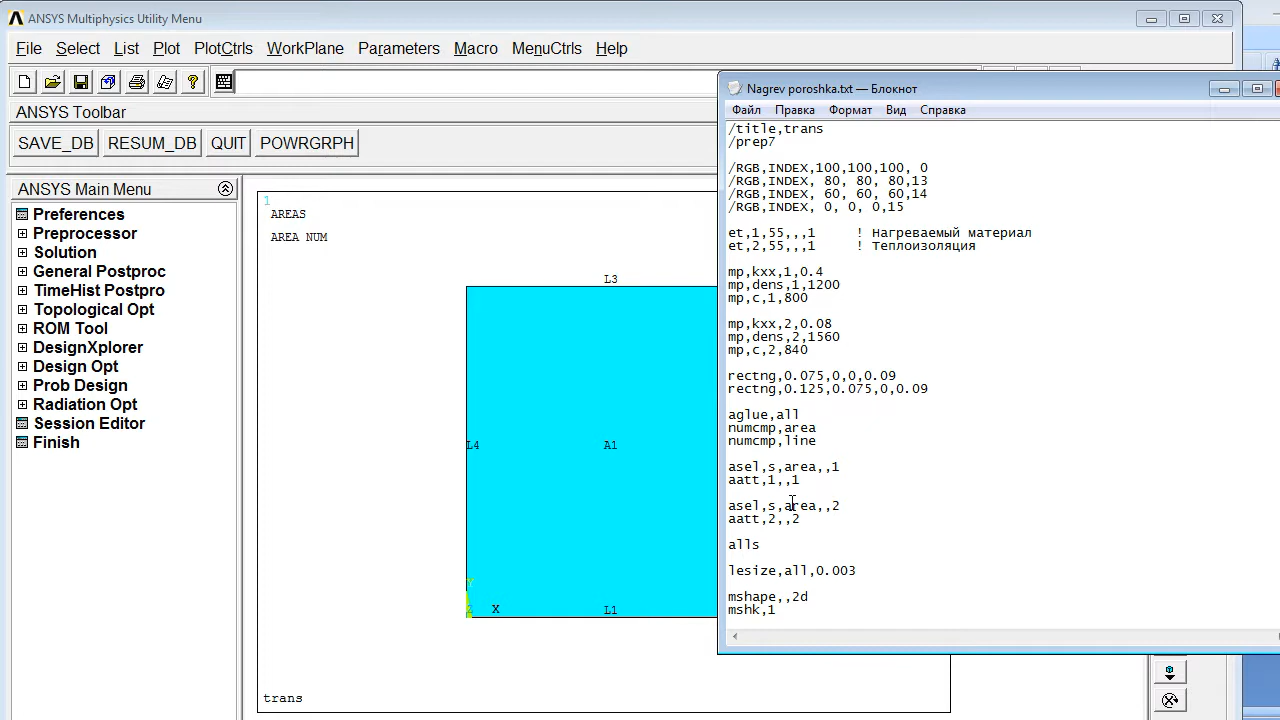 ANSYS Multiphysics Utility Menu
File Select List Plot PlotCtrls WorkPlane Parameters Macro MenuCtrls Help
ANSYS Toolbar
SAVE_DB RESUM_DB QUIT POWRGRPH
ANSYS Main Menu
Preferences
Preprocessor
Solution
General Postproc
TimeHist Postpro
Topological Opt
ROM Tool
DesignXplorer
Design Opt
Prob Design
Radiation Opt
Session Editor
Finish
1
AREAS
AREA NUM
L3
L4
A1
Y
Z X
L1
trans
Nagrev poroshka.txt — Блокнот
Файл Правка Формат Вид Справка
/title,trans
/prep7
/RGB,INDEX,100,100,100, 0
/RGB,INDEX, 80, 80, 80,13
/RGB,INDEX, 60, 60, 60,14
/RGB,INDEX, 0, 0, 0,15
et,1,55,,,1 ! Нагреваемый материал
et,2,55,,,1 ! Теплоизоляция
mp,kxx,1,0.4
mp,dens,1,1200
mp,c,1,800
mp,kxx,2,0.08
mp,dens,2,1560
mp,c,2,840
rectng,0.075,0,0,0.09
rectng,0.125,0.075,0,0.09
aglue,all
numcmp,area
numcmp,line
asel,s,area,,1
aatt,1,,1
asel,s,area,,2
aatt,2,,2
alls
lesize,all,0.003
mshape,,2d
mshk,1